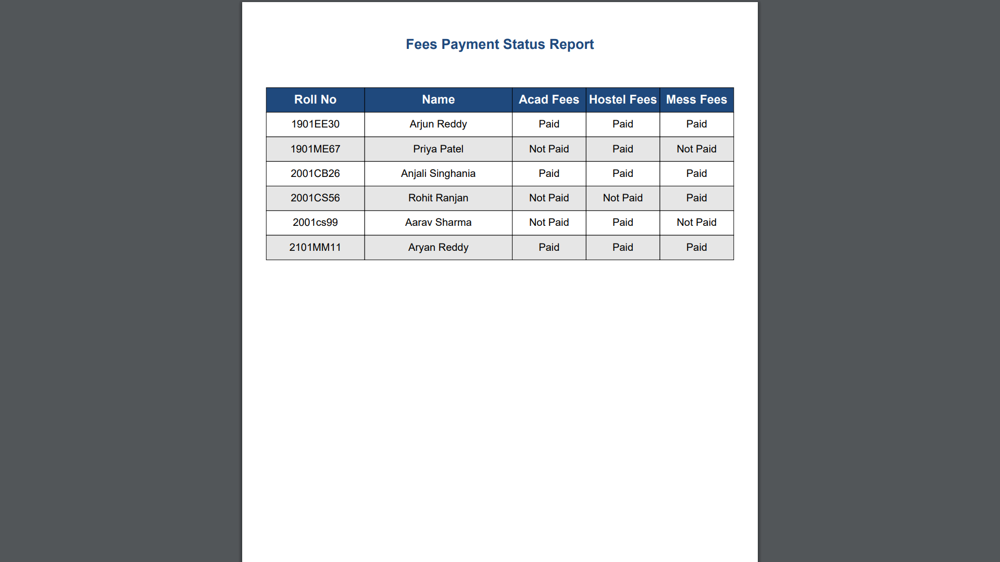 Fees Payment Status Report
Roll No Name Acad Fees Hostel Fees Mess Fees
1901EE30 Arjun Reddy Paid Paid Paid
1901ME67 Priya Patel Not Paid Paid Not Paid
2001CB26 Anjali Singhania Paid Paid Paid
2001CS56 Rohit Ranjan Not Paid Not Paid Paid
2001cs99 Aarav Sharma Not Paid Paid Not Paid
2101MM11 Aryan Reddy Paid Paid Paid